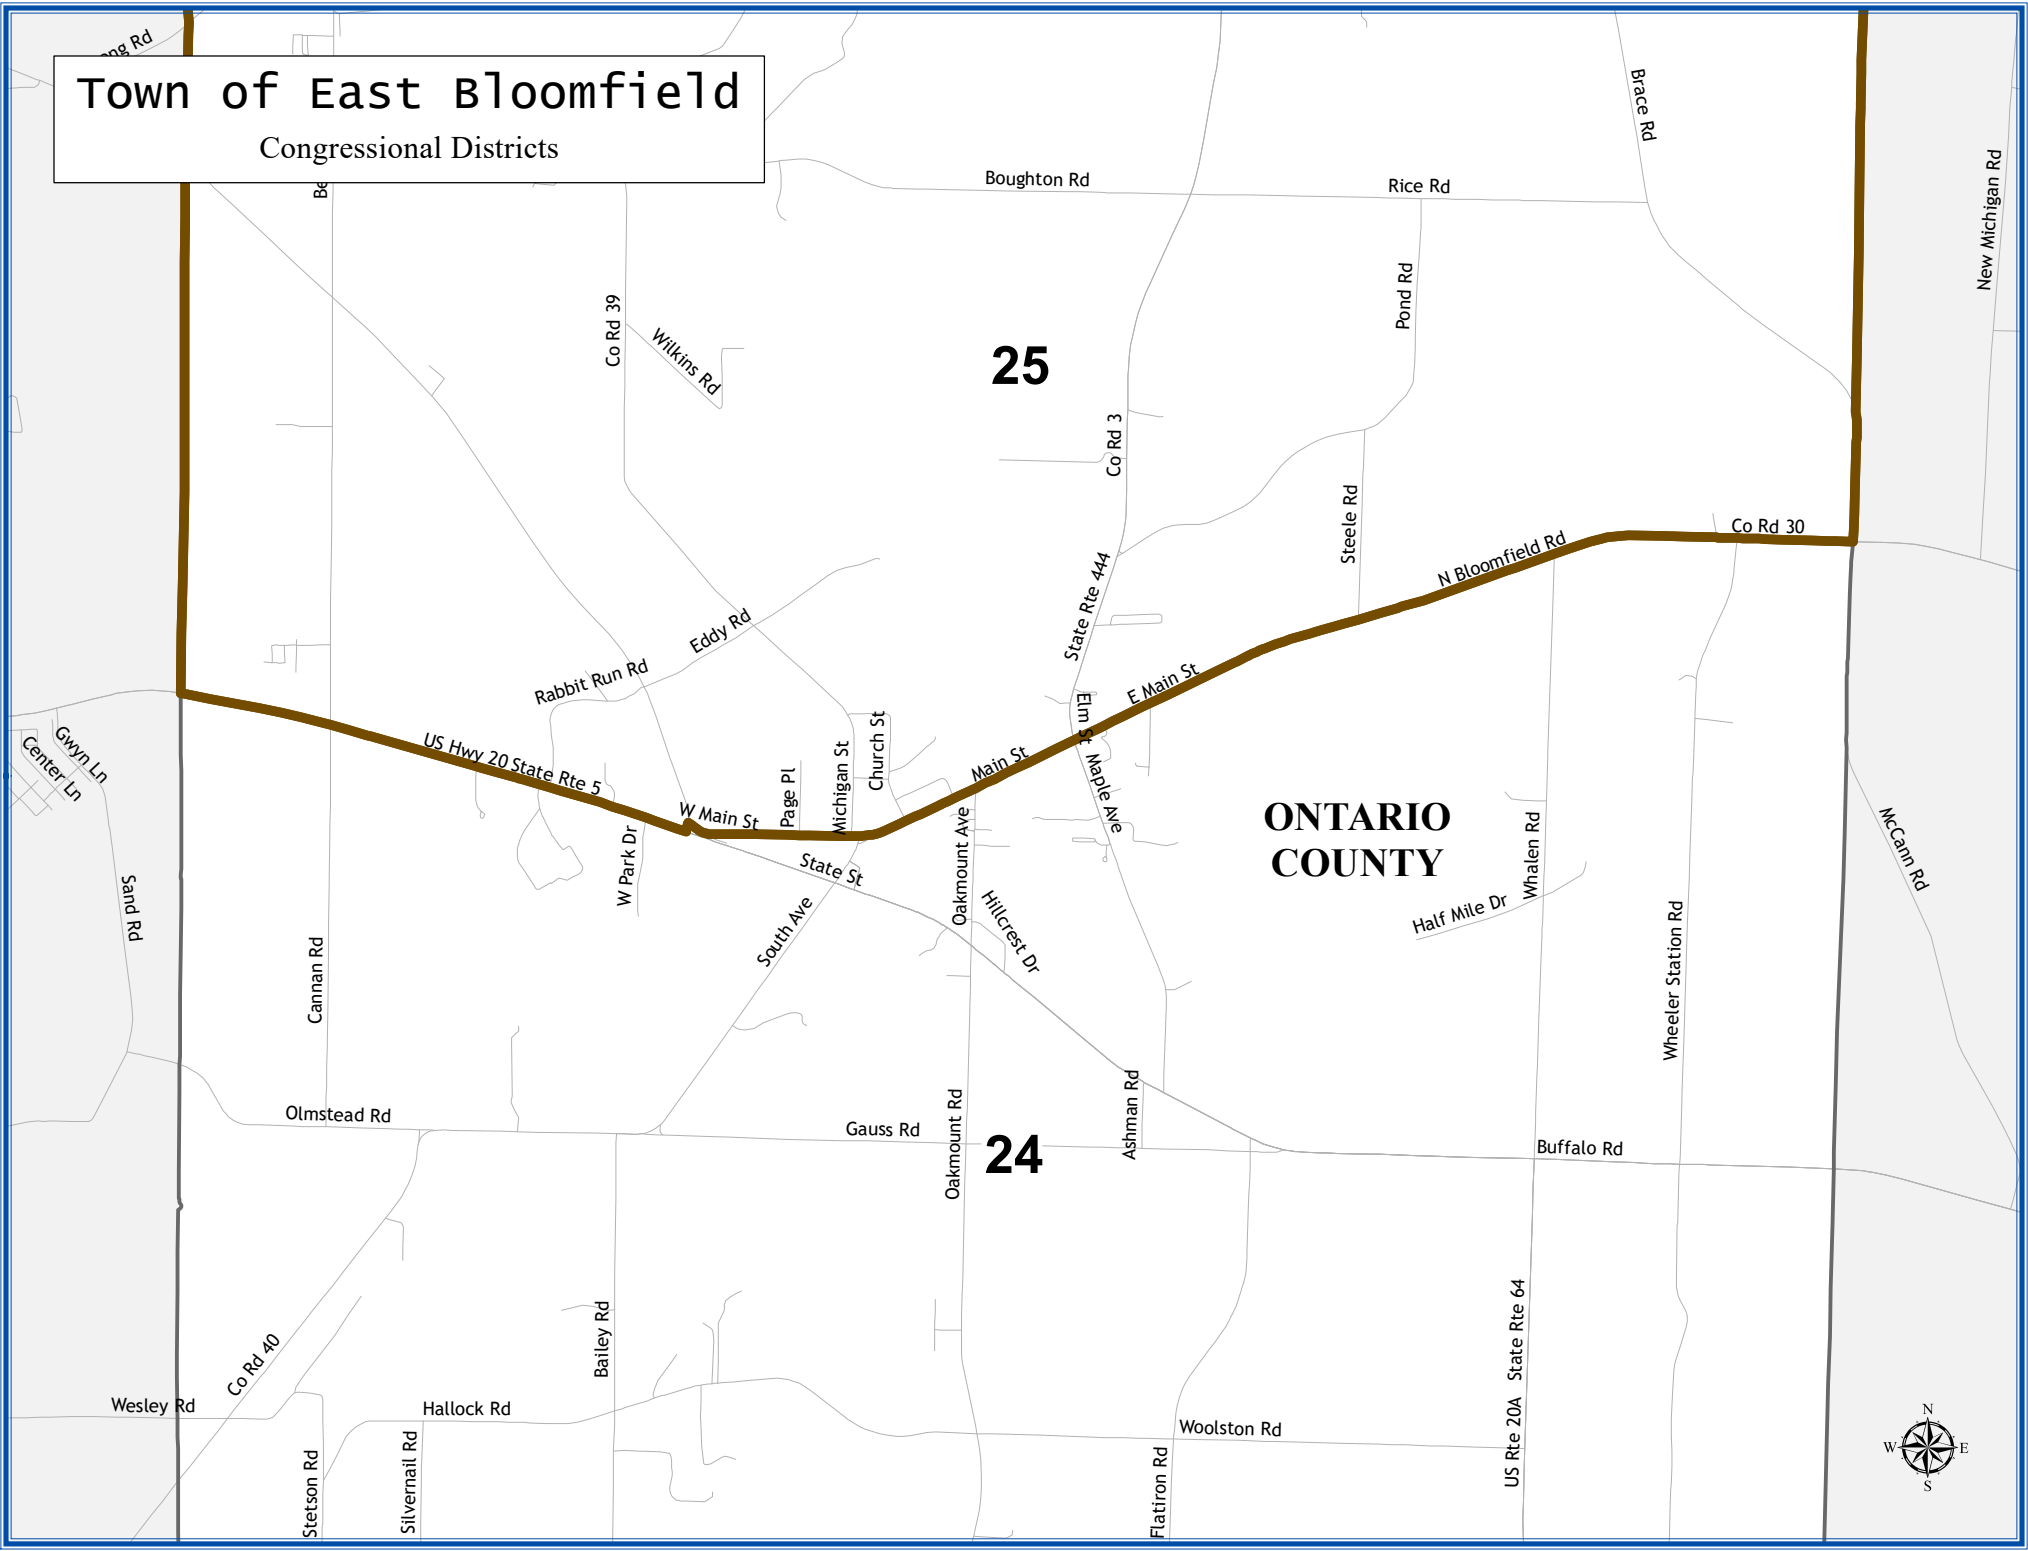 Town of East Bloomfield
Congressional Districts
Brace Rd
New Michigan Rd
Boughton Rd
Rice Rd
Pond Rd
Co Rd 39
Wilkins Rd
25
Co Rd 3
Steele Rd
Co Rd 30
N Bloomfield Rd
State Rte 444
Eddy Rd
Rabbit Run Rd
E Main St
Elm St
Church St
Michigan St
Page Pl
Main St
Maple Ave
US Hwy 20 State Rte 5
W Main St
Gwyn Ln
Center Ln
ONTARIO
COUNTY
Whalen Rd
McCann Rd
W Park Dr
State St
Oakmount Ave
Hillcrest Dr
Half Mile Dr
Sand Rd
South Ave
Cannan Rd
Wheeler Station Rd
Olmstead Rd
Gauss Rd
Oakmount Rd
24
Ashman Rd
Buffalo Rd
Co Rd 40
Bailey Rd
State Rte 64
US Rte 20A
Wesley Rd
Hallock Rd
Woolston Rd
Stetson Rd
Silvernail Rd
Flatiron Rd
N
W E
S